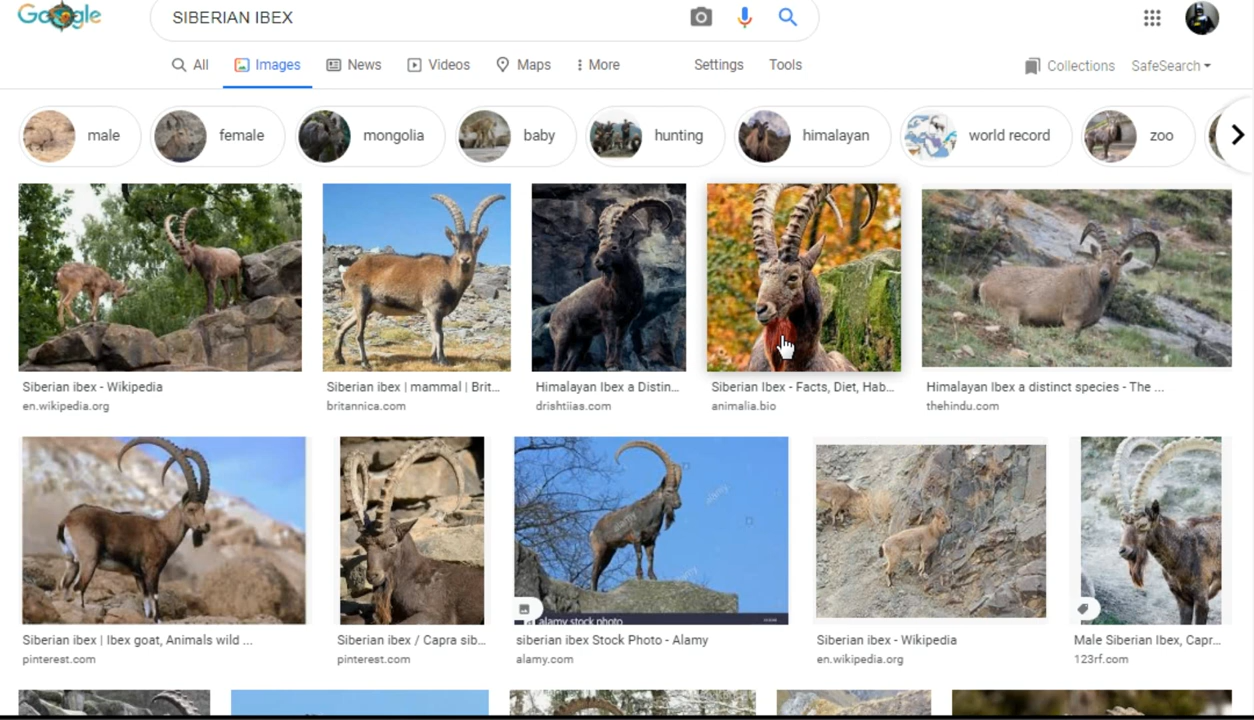 Google
SIBERIAN IBEX
All Images News Videos Maps More Settings Tools Collections SafeSearch
male female mongolia baby hunting himalayan world record zoo
Siberian ibex - Wikipedia
en.wikipedia.org
Siberian ibex | mammal | Brit...
britannica.com
Himalayan Ibex a Distin...
drishtiias.com
Siberian Ibex - Facts, Diet, Hab...
animalia.bio
Himalayan Ibex a distinct species - The ...
thehindu.com
alamy
alamy
alamy
alamy stock photo
Siberian ibex | Ibex goat, Animals wild ...
pinterest.com
Siberian ibex / Capra sib...
pinterest.com
siberian ibex Stock Photo - Alamy
alamy.com
Siberian ibex - Wikipedia
en.wikipedia.org
Male Siberian Ibex, Capr...
123rf.com